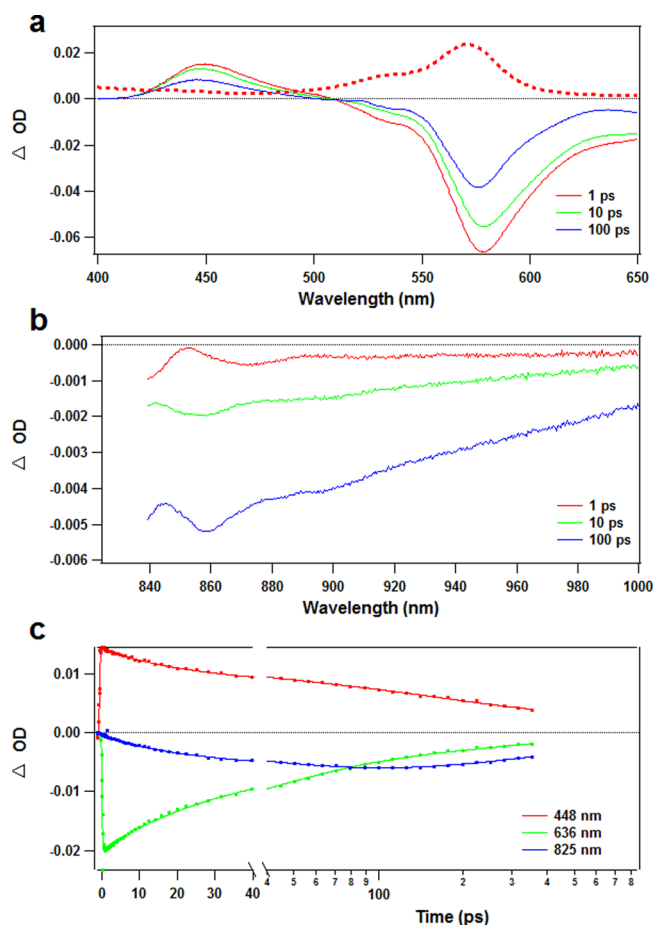 a
0.02
0.00
-0.02
-0.04
-0.06
△ OD
1 ps
10 ps
100 ps
400 450 500 550 600 650
Wavelength (nm)
b
0.000
-0.001
-0.002
-0.003
-0.004
-0.005
-0.006
△ OD
1 ps
10 ps
100 ps
840 860 880 900 920 940 960 980 1000
Wavelength (nm)
c
0.01
0.00
-0.01
-0.02
△ OD
448 nm
636 nm
825 nm
0 10 20 30 40 4 5 6 7 8 9 100 2 3 4 5 6 7 8
Time (ps)